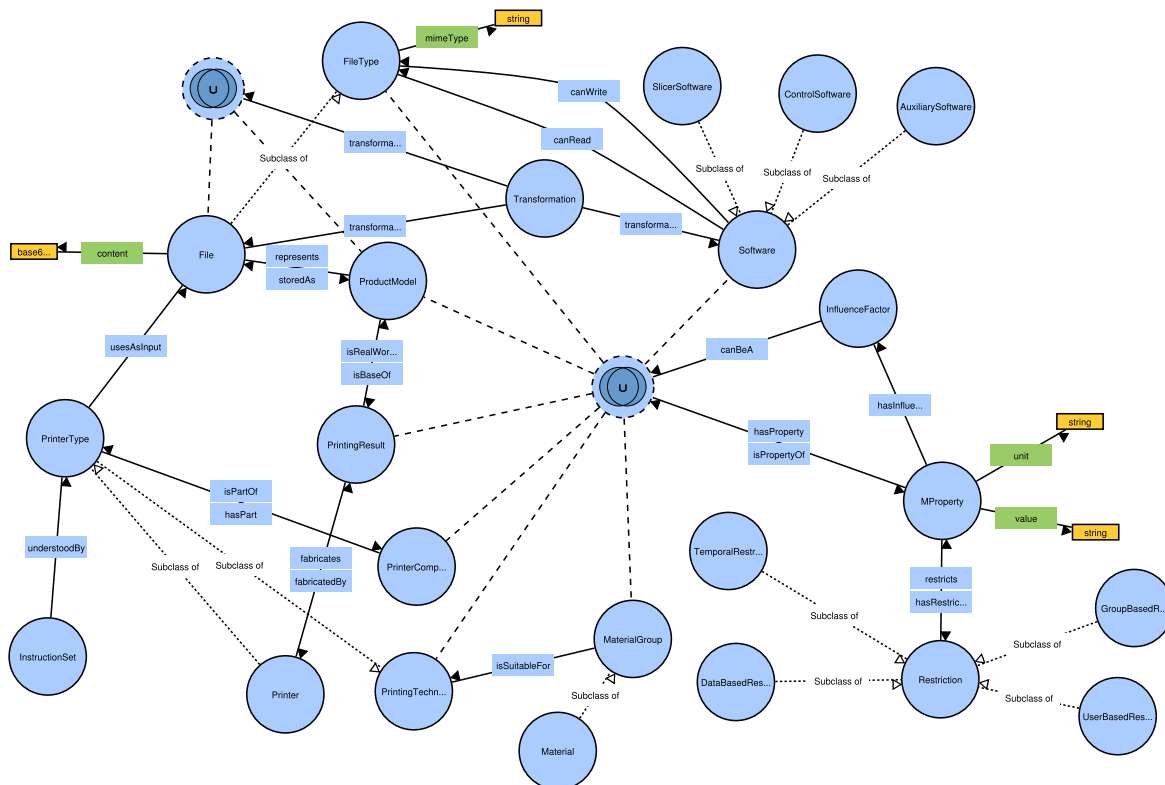 string
mimeType
FileType
∪
SlicerSoftware
ControlSoftware
AuxiliarySoftware
canWrite
canRead
transforma...
Subclass of
Subclass of
Subclass of
Subclass of
Transformation
transforma...
transforma...
Software
base6...
content
File
represents
storedAs
ProductModel
InfluenceFactor
usesAsInput
isRealWor...
isBaseOf
canBeA
∪
hasInflue...
PrinterType
PrintingResult
hasProperty
isPropertyOf
string
unit
MProperty
value
string
isPartOf
hasPart
understoodBy
Subclass of
Subclass of
fabricates
fabricatedBy
PrinterComp...
TemporalRestr...
restricts
hasRestric...
GroupBasedR...
Subclass of
Subclass of
InstructionSet
MaterialGroup
isSuitableFor
Printer
PrintingTechn...
Subclass of
DataBasedRes...
Subclass of
Restriction
Subclass of
UserBasedRes...
Material